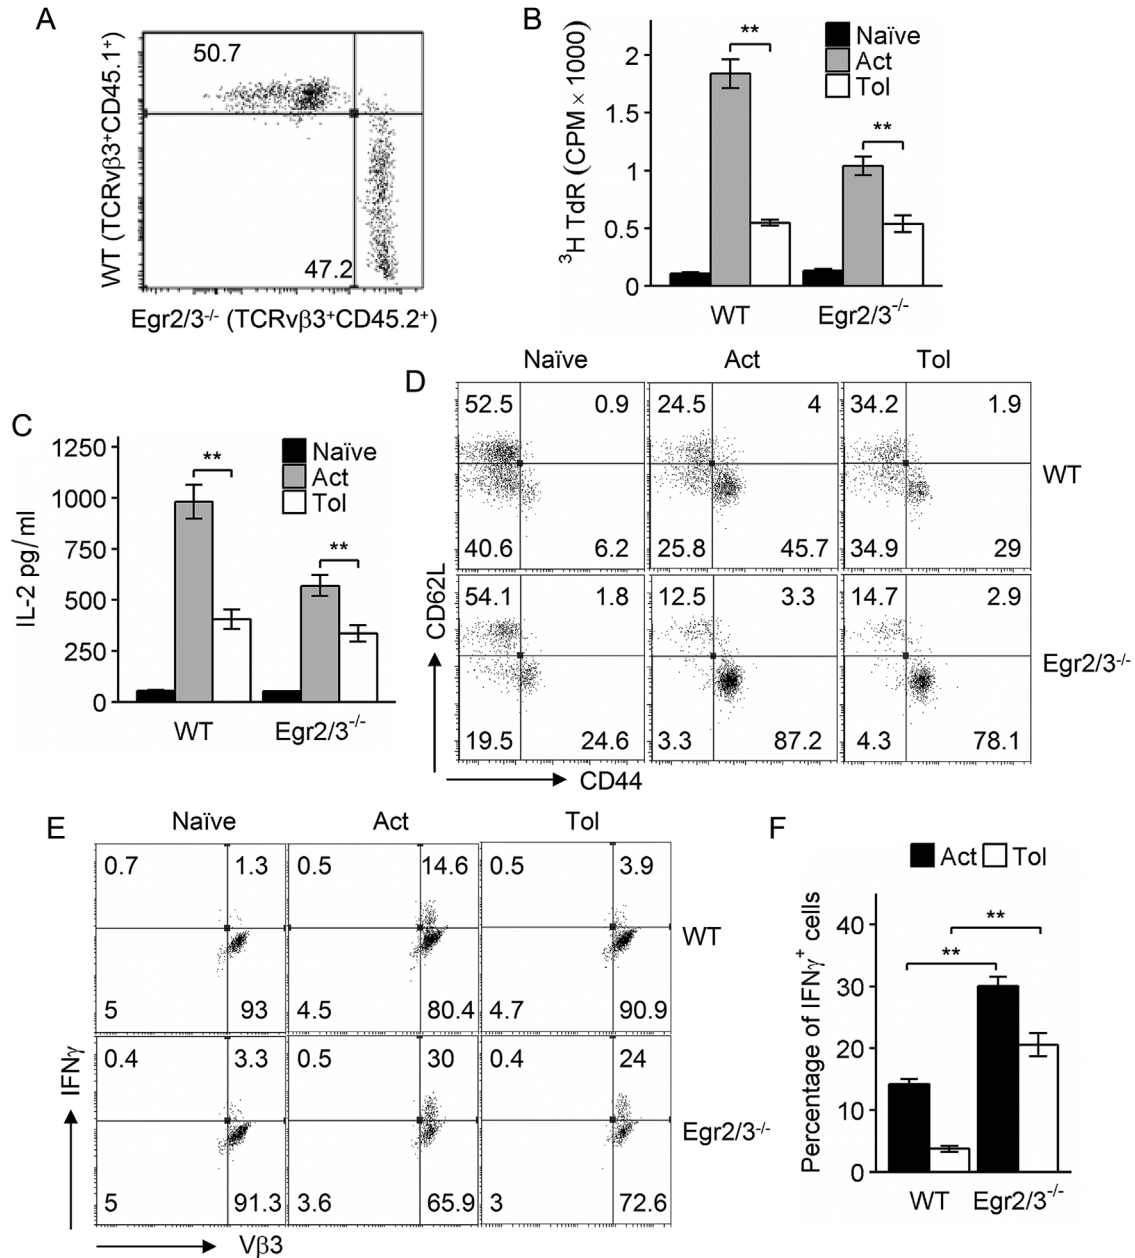 A
50.7
47.2
WT (TCRvβ3⁺CD45.1⁺)
Egr2/3⁻/⁻ (TCRvβ3⁺CD45.2⁺)
B
³H TdR (CPM × 1000)
2
1.5
1
0.5
0
**
**
Naïve
Act
Tol
WT
Egr2/3⁻/⁻
C
IL-2 pg/ml
1250
1000
750
500
250
0
**
**
Naïve
Act
Tol
WT
Egr2/3⁻/⁻
D
Naïve
Act
Tol
52.5 0.9
24.5 4
34.2 1.9
40.6 6.2
25.8 45.7
34.9 29
WT
54.1 1.8
12.5 3.3
14.7 2.9
19.5 24.6
3.3 87.2
4.3 78.1
Egr2/3⁻/⁻
CD62L
CD44
E
Naïve
Act
Tol
0.7 1.3
0.5 14.6
0.5 3.9
5 93
4.5 80.4
4.7 90.9
WT
0.4 3.3
0.5 30
0.4 24
5 91.3
3.6 65.9
3 72.6
Egr2/3⁻/⁻
IFNγ
Vβ3
F
Act Tol
Percentage of IFNγ⁺ cells
40
30
20
10
0
**
**
WT
Egr2/3⁻/⁻